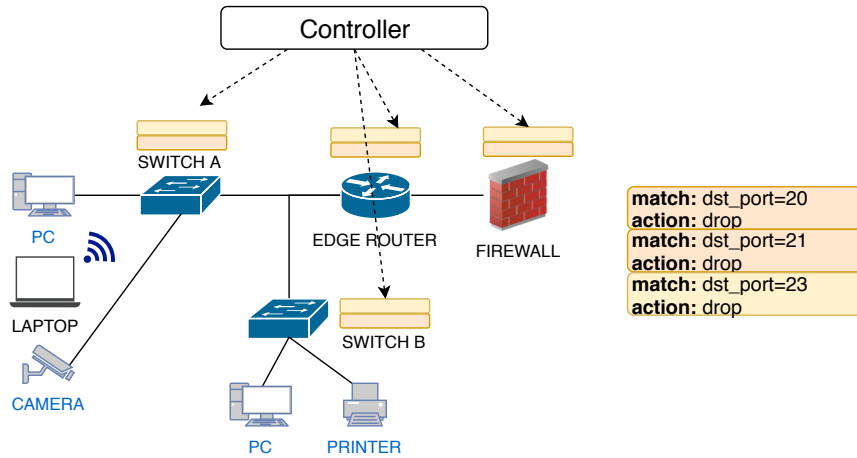 Controller
SWITCH A
PC
EDGE ROUTER
FIREWALL
LAPTOP
SWITCH B
CAMERA
PC
PRINTER
match: dst_port=20
action: drop
match: dst_port=21
action: drop
match: dst_port=23
action: drop